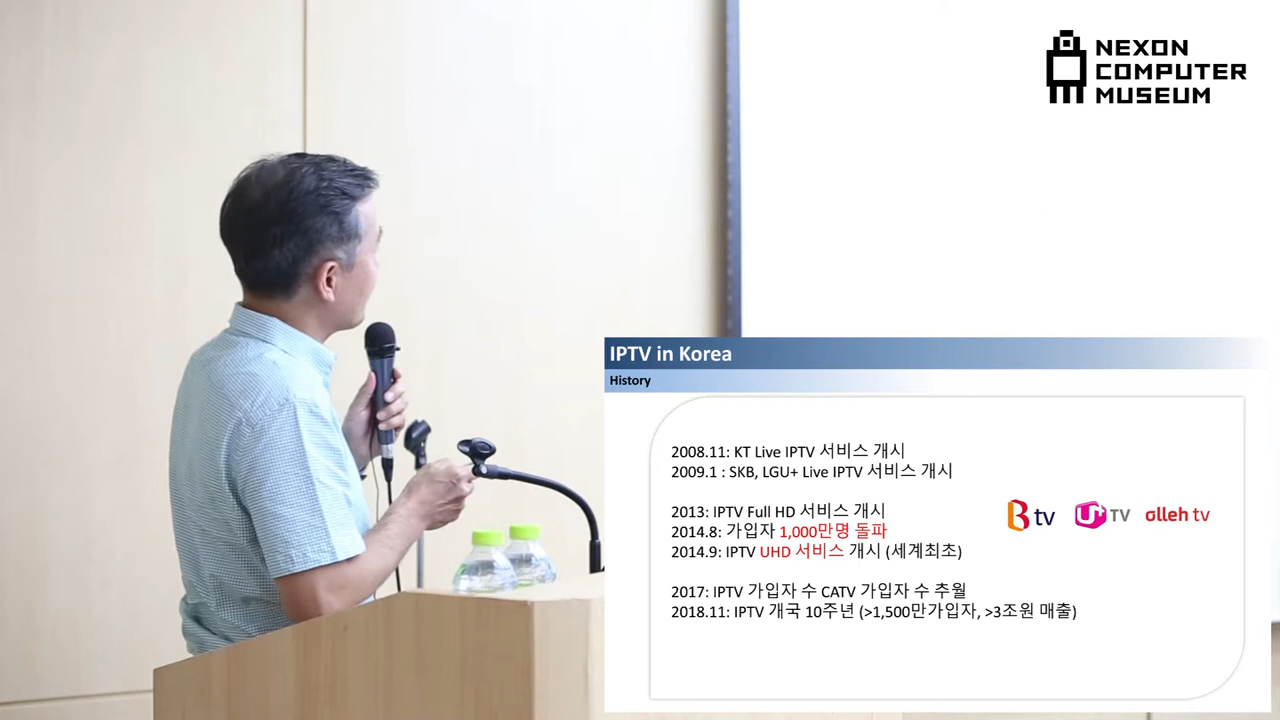 NEXON
COMPUTER
MUSEUM
IPTV in Korea
History
2008.11: KT Live IPTV 서비스 개시
2009.1 : SKB, LGU+ Live IPTV 서비스 개시
2013: IPTV Full HD 서비스 개시
2014.8: 가입자 1,000만명 돌파
2014.9: IPTV UHD 서비스 개시 (세계최초)
B tv U+ TV olleh tv
2017: IPTV 가입자 수 CATV 가입자 수 추월
2018.11: IPTV 개국 10주년 (>1,500만가입자, >3조원 매출)